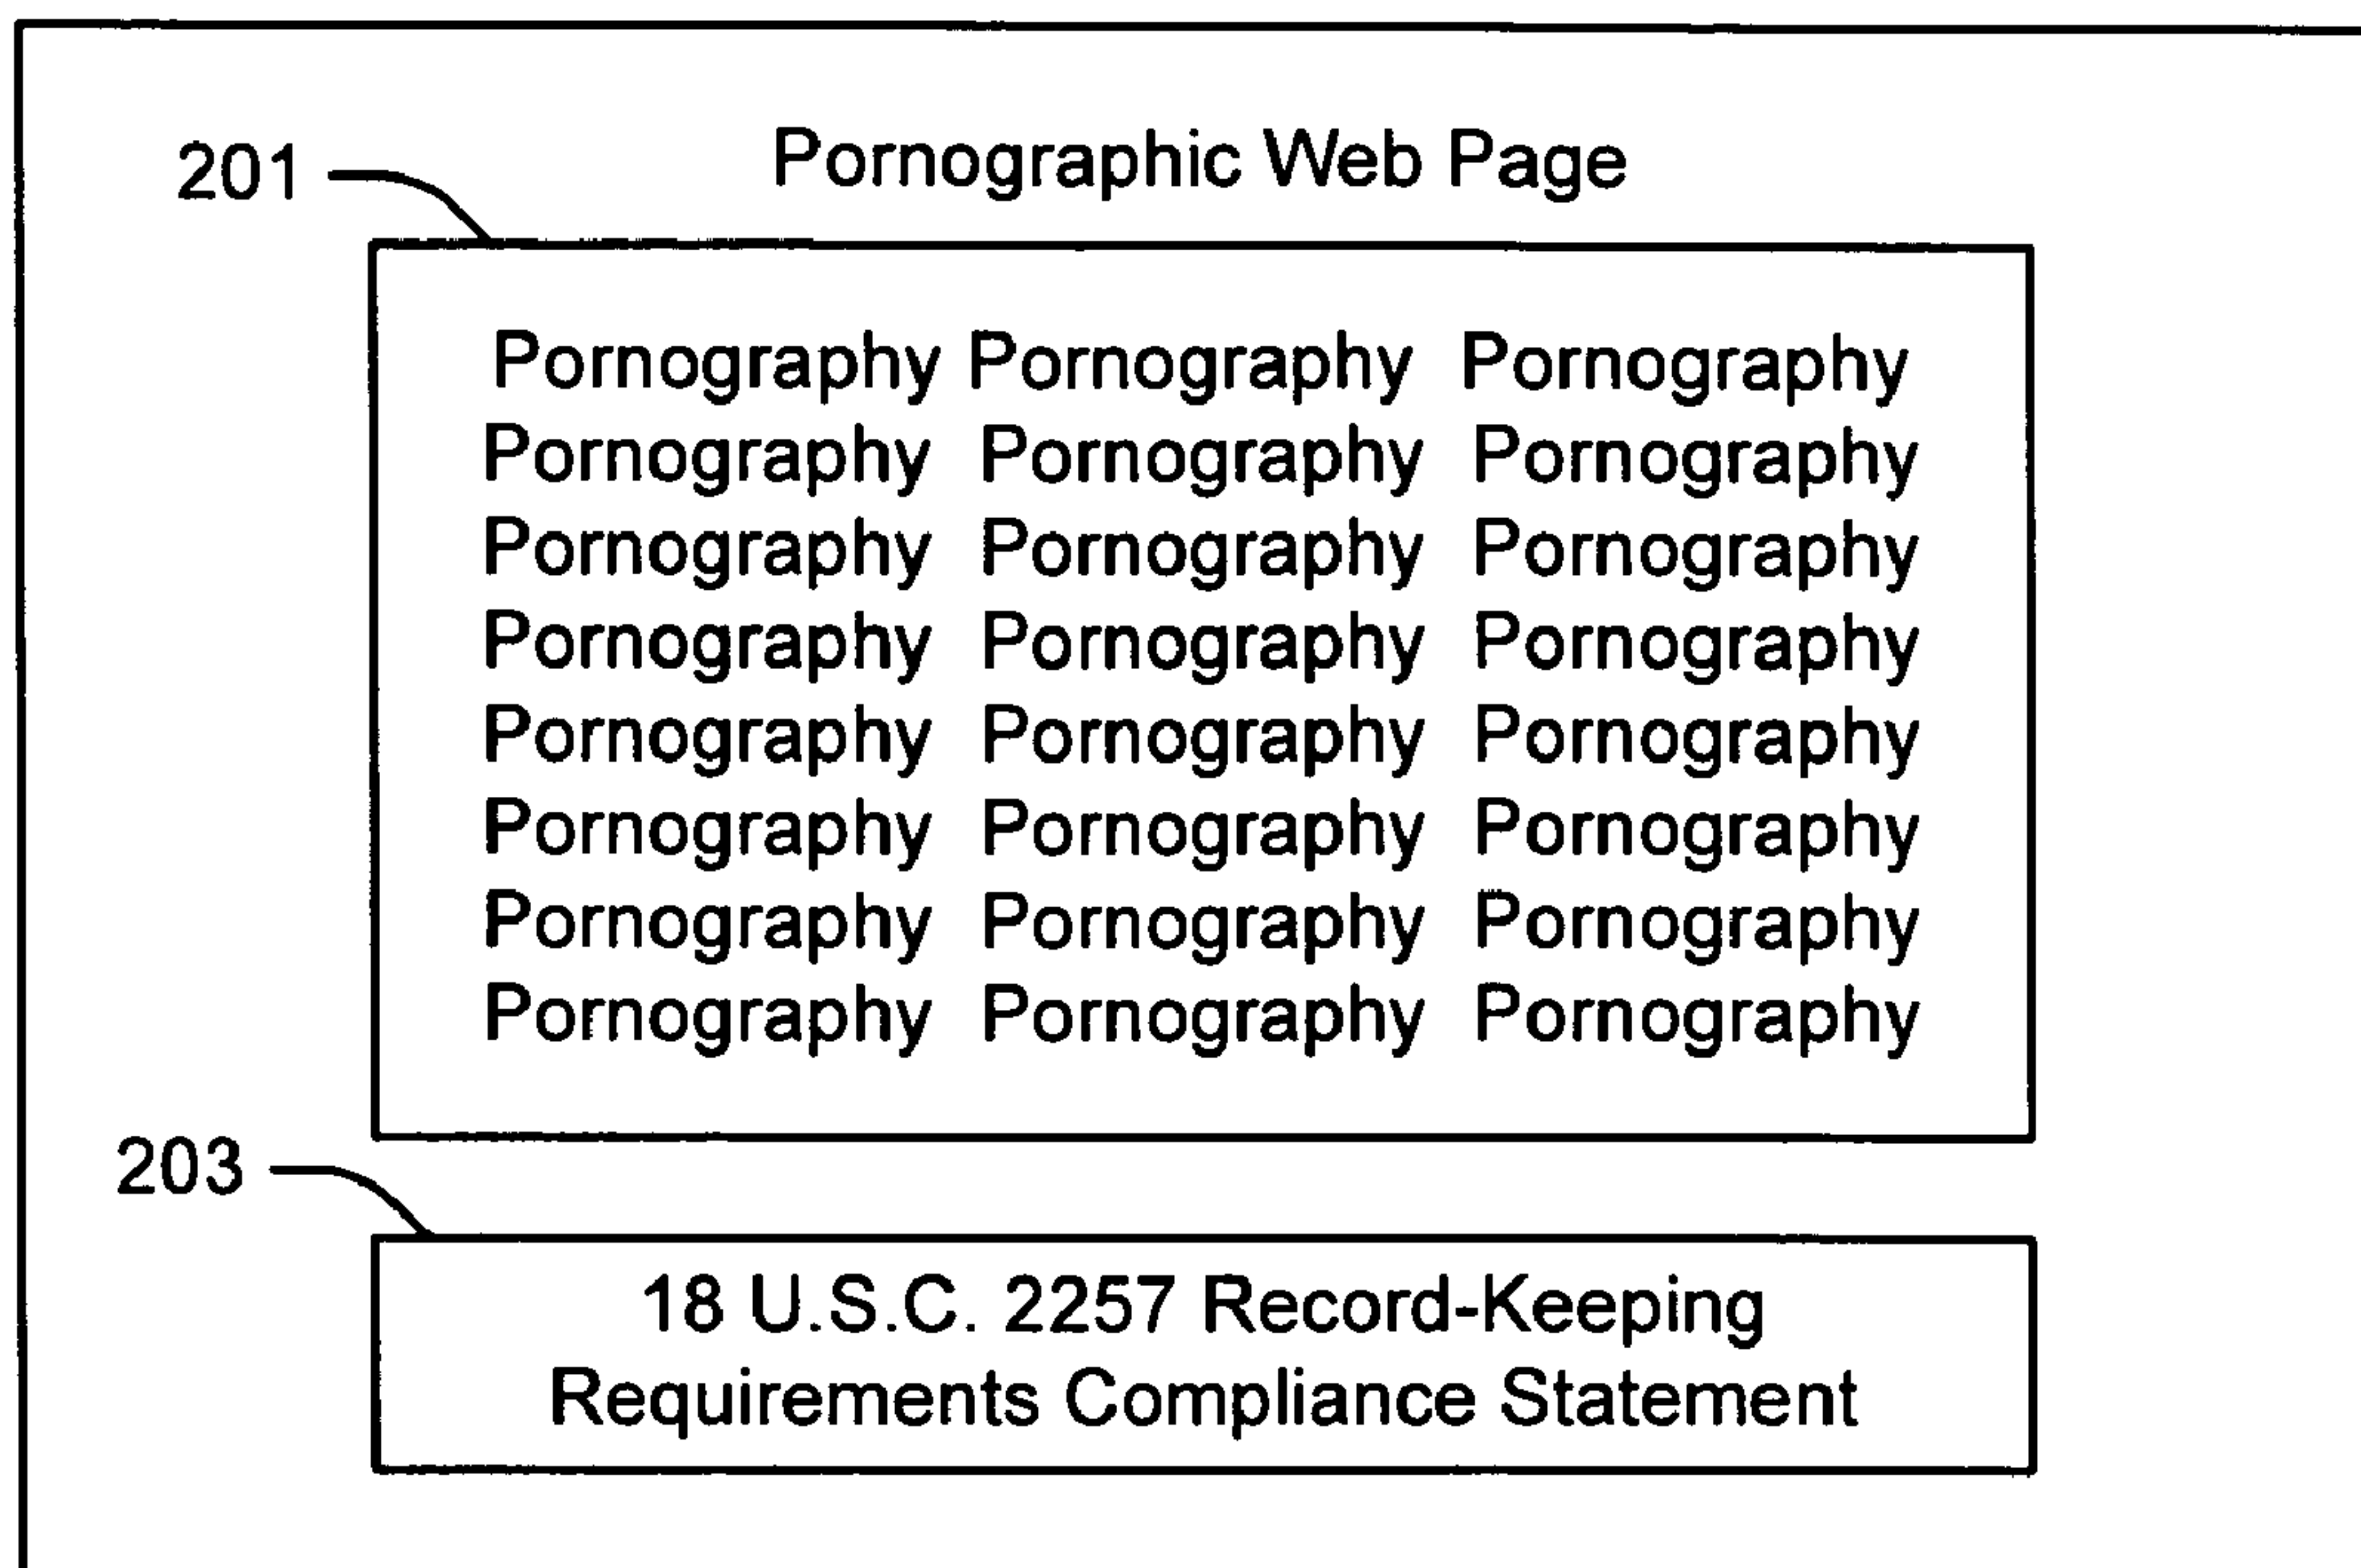 201
Pornographic Web Page
Pornography Pornography Pornography
Pornography Pornography Pornography
Pornography Pornography Pornography
Pornography Pornography Pornography
Pornography Pornography Pornography
Pornography Pornography Pornography
Pornography Pornography Pornography
Pornography Pornography Pornography
203
18 U.S.C. 2257 Record-Keeping
Requirements Compliance Statement